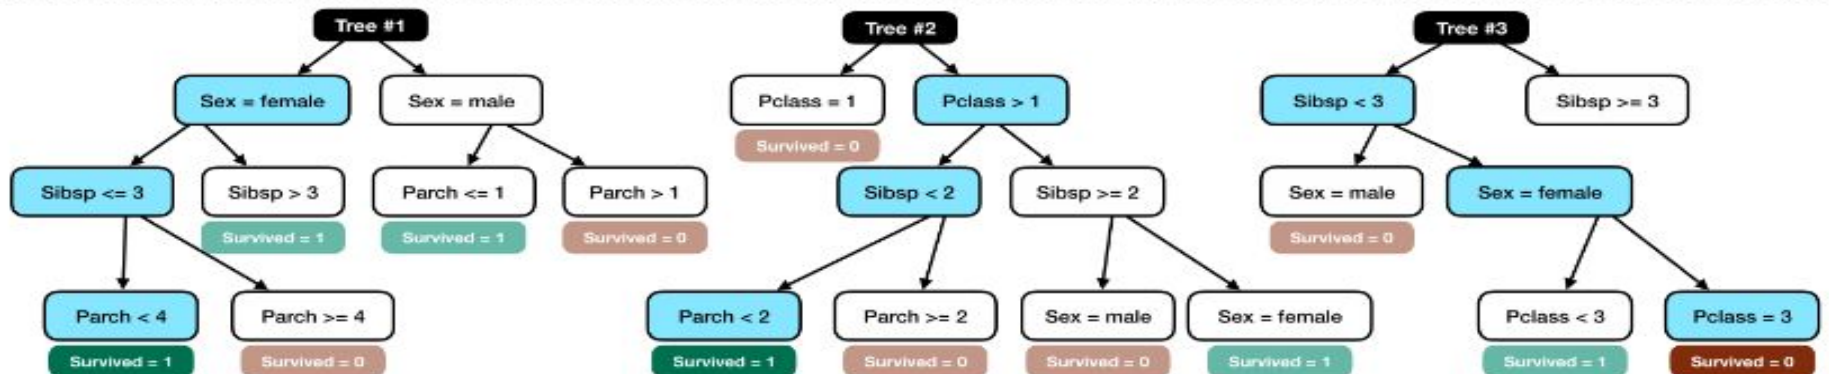 Tree #1
Tree #2
Tree #3
Sex = female
Sex = male
Pclass = 1
Pclass > 1
Sibsp < 3
Sibsp >= 3
Survived = 0
Sibsp <= 3
Sibsp > 3
Parch <= 1
Parch > 1
Sibsp < 2
Sibsp >= 2
Sex = male
Sex = female
Survived = 1
Survived = 1
Survived = 0
Survived = 0
Parch < 4
Parch >= 4
Parch < 2
Parch >= 2
Sex = male
Sex = female
Pclass < 3
Pclass = 3
Survived = 1
Survived = 0
Survived = 1
Survived = 0
Survived = 0
Survived = 1
Survived = 1
Survived = 0